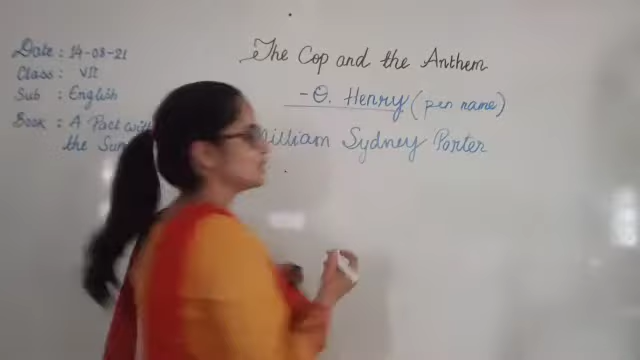 Date : 14-08-21
Class : VII
Sub : English
Book : A Pact with
the Sun
The Cop and the Anthem
- O. Henry (pen name)
William Sydney Porter